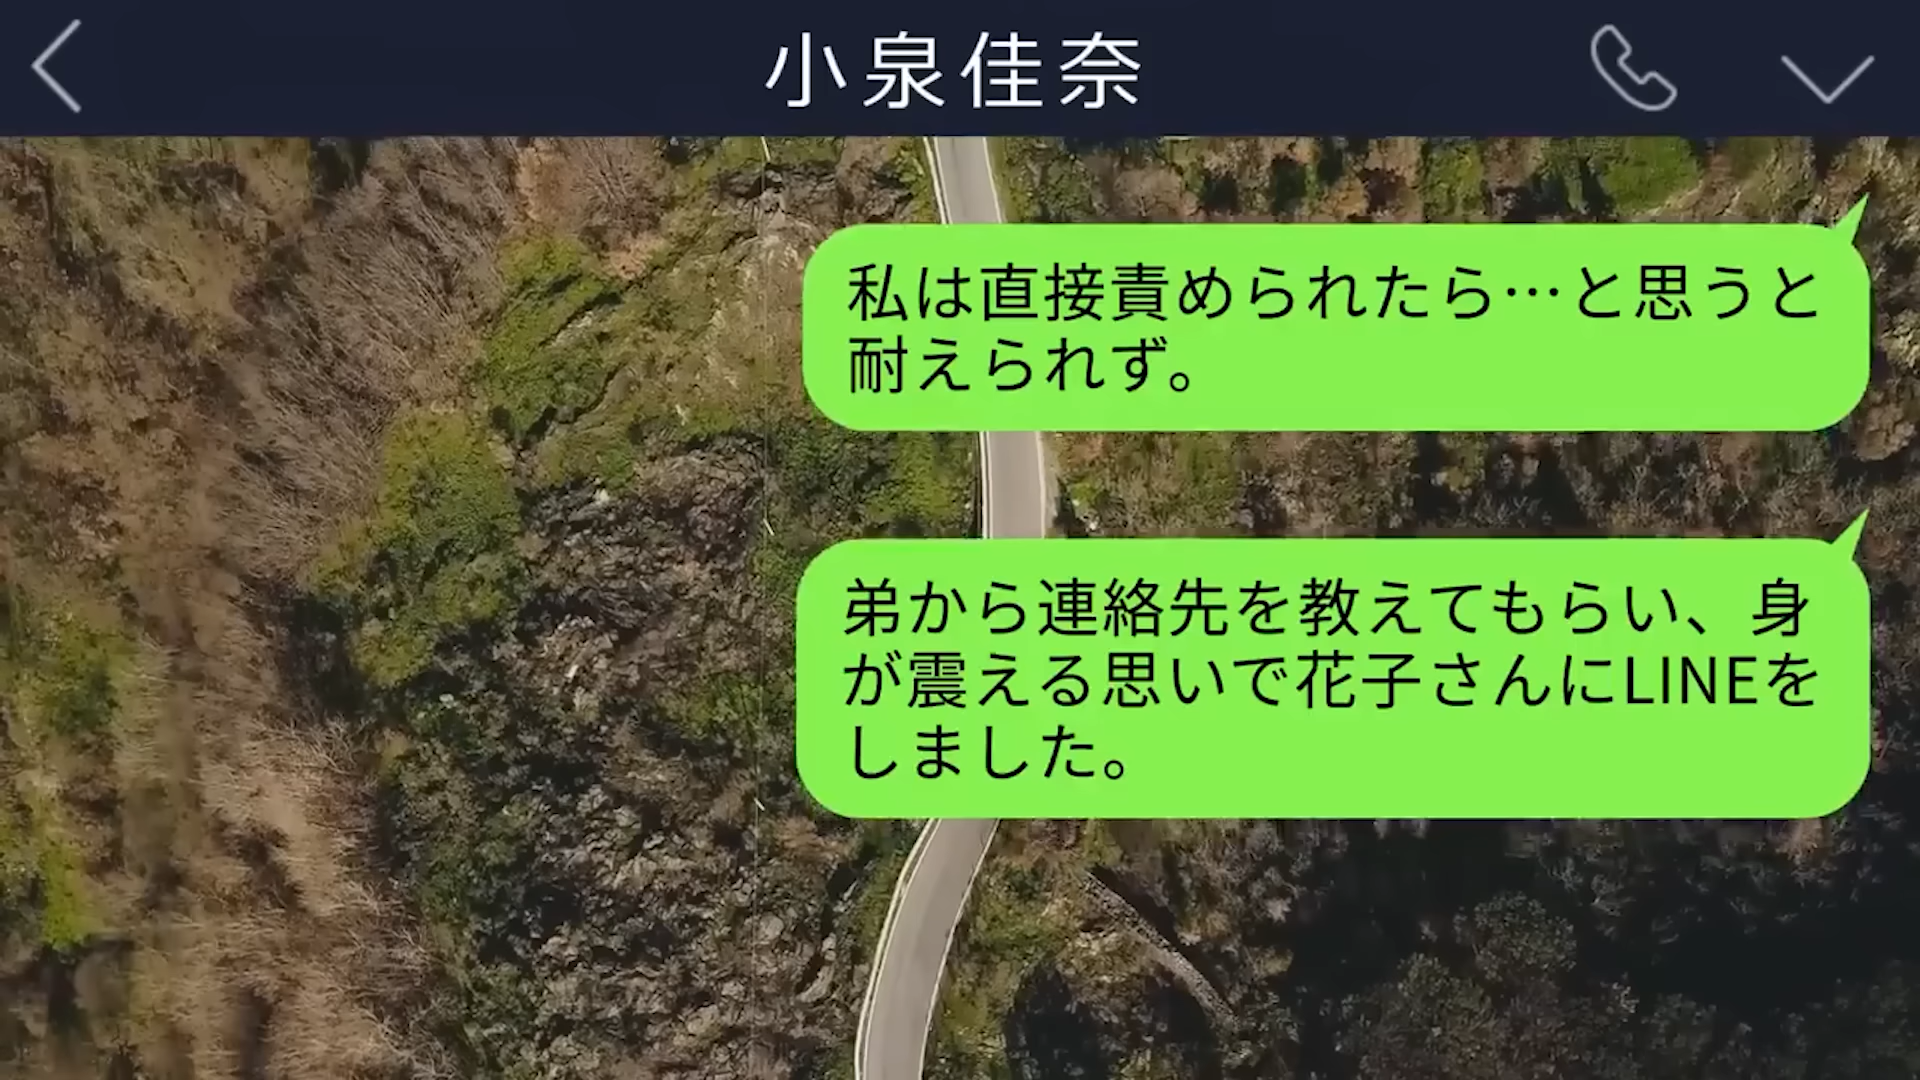 小泉佳奈
私は直接責められたら…と思うと
耐えられず。
弟から連絡先を教えてもらい、身
が震える思いで花子さんにLINEを
しました。